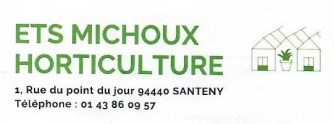 ETS MICHOUX
HORTICULTURE
1, Rue du point du jour 94440 SANTENY
Téléphone : 01 43 86 09 57